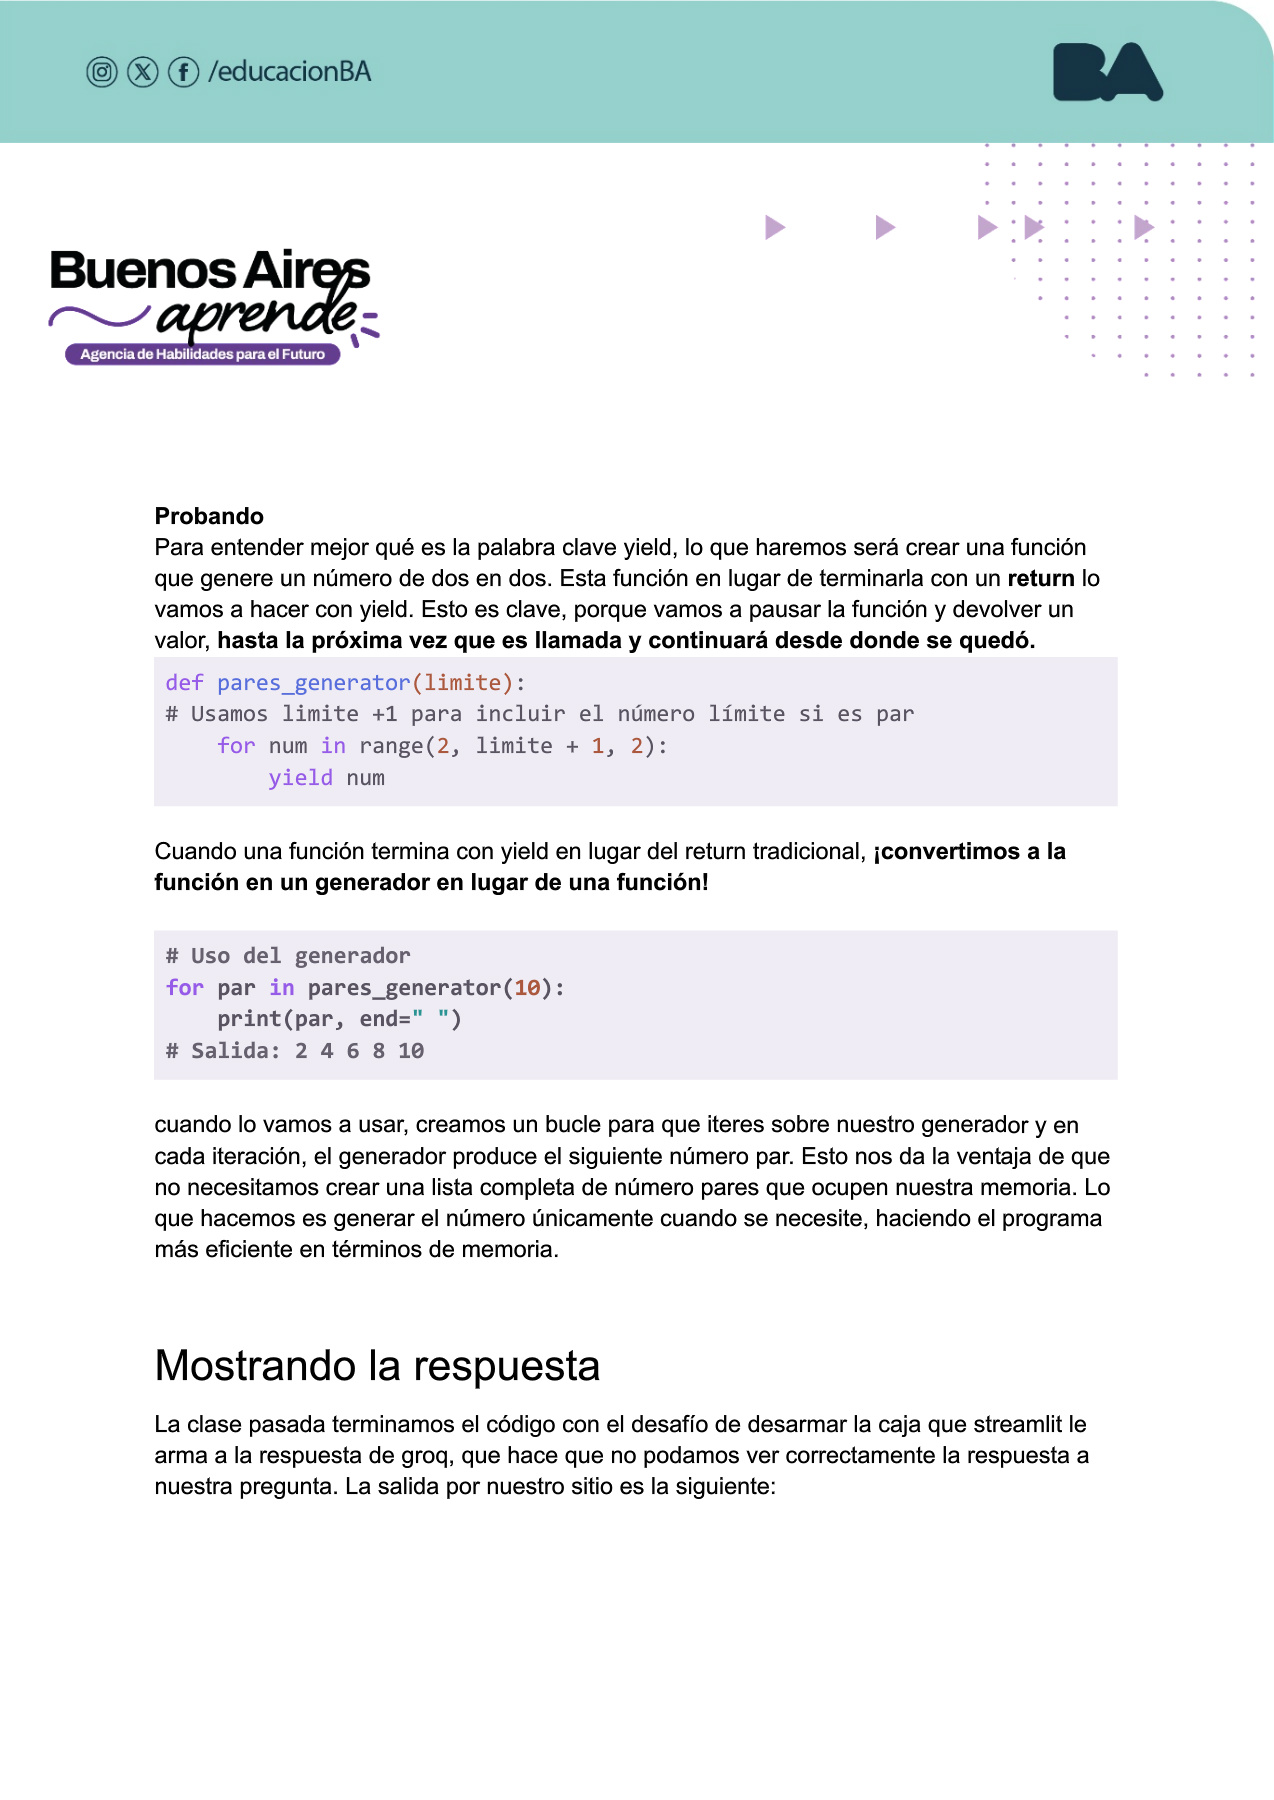 /educacionBA
BA
Buenos Aires
aprende
Agencia de Habilidades para el Futuro
Probando
Para entender mejor qué es la palabra clave yield, lo que haremos será crear una función
que genere un número de dos en dos. Esta función en lugar de terminarla con un return lo
vamos a hacer con yield. Esto es clave, porque vamos a pausar la función y devolver un
valor, hasta la próxima vez que es llamada y continuará desde donde se quedó.
def pares_generator(limite):
# Usamos limite +1 para incluir el número límite si es par
    for num in range(2, limite + 1, 2):
        yield num
Cuando una función termina con yield en lugar del return tradicional, ¡convertimos a la
función en un generador en lugar de una función!
# Uso del generador
for par in pares_generator(10):
    print(par, end=" ")
# Salida: 2 4 6 8 10
cuando lo vamos a usar, creamos un bucle para que iteres sobre nuestro generador y en
cada iteración, el generador produce el siguiente número par. Esto nos da la ventaja de que
no necesitamos crear una lista completa de número pares que ocupen nuestra memoria. Lo
que hacemos es generar el número únicamente cuando se necesite, haciendo el programa
más eficiente en términos de memoria.
Mostrando la respuesta
La clase pasada terminamos el código con el desafío de desarmar la caja que streamlit le
arma a la respuesta de groq, que hace que no podamos ver correctamente la respuesta a
nuestra pregunta. La salida por nuestro sitio es la siguiente: